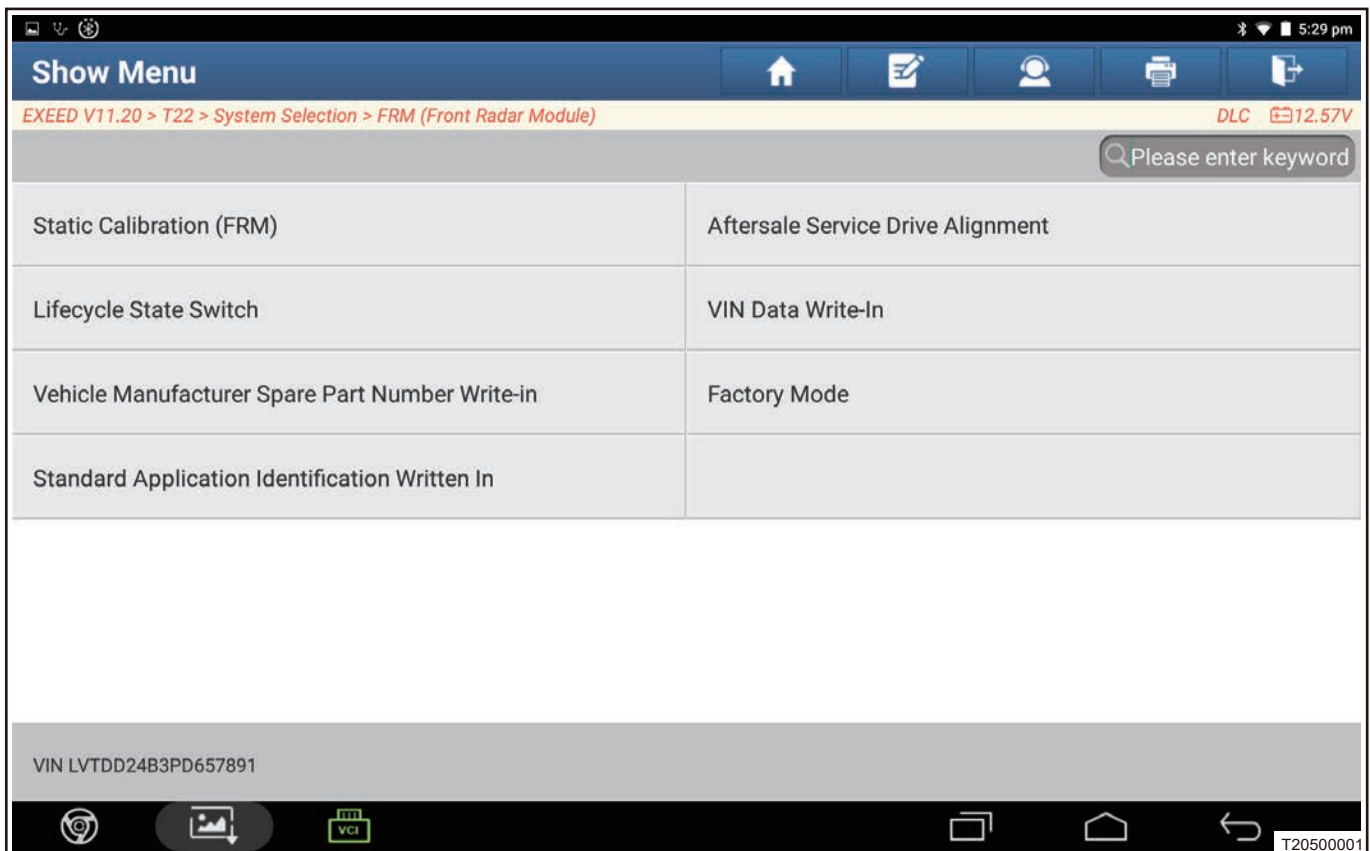 5:29 pm
Show Menu
EXEED V11.20 > T22 > System Selection > FRM (Front Radar Module)
DLC 12.57V
Please enter keyword
Static Calibration (FRM)
Aftersale Service Drive Alignment
Lifecycle State Switch
VIN Data Write-In
Vehicle Manufacturer Spare Part Number Write-in
Factory Mode
Standard Application Identification Written In
VIN LVTDD24B3PD657891
VCI
T20500001